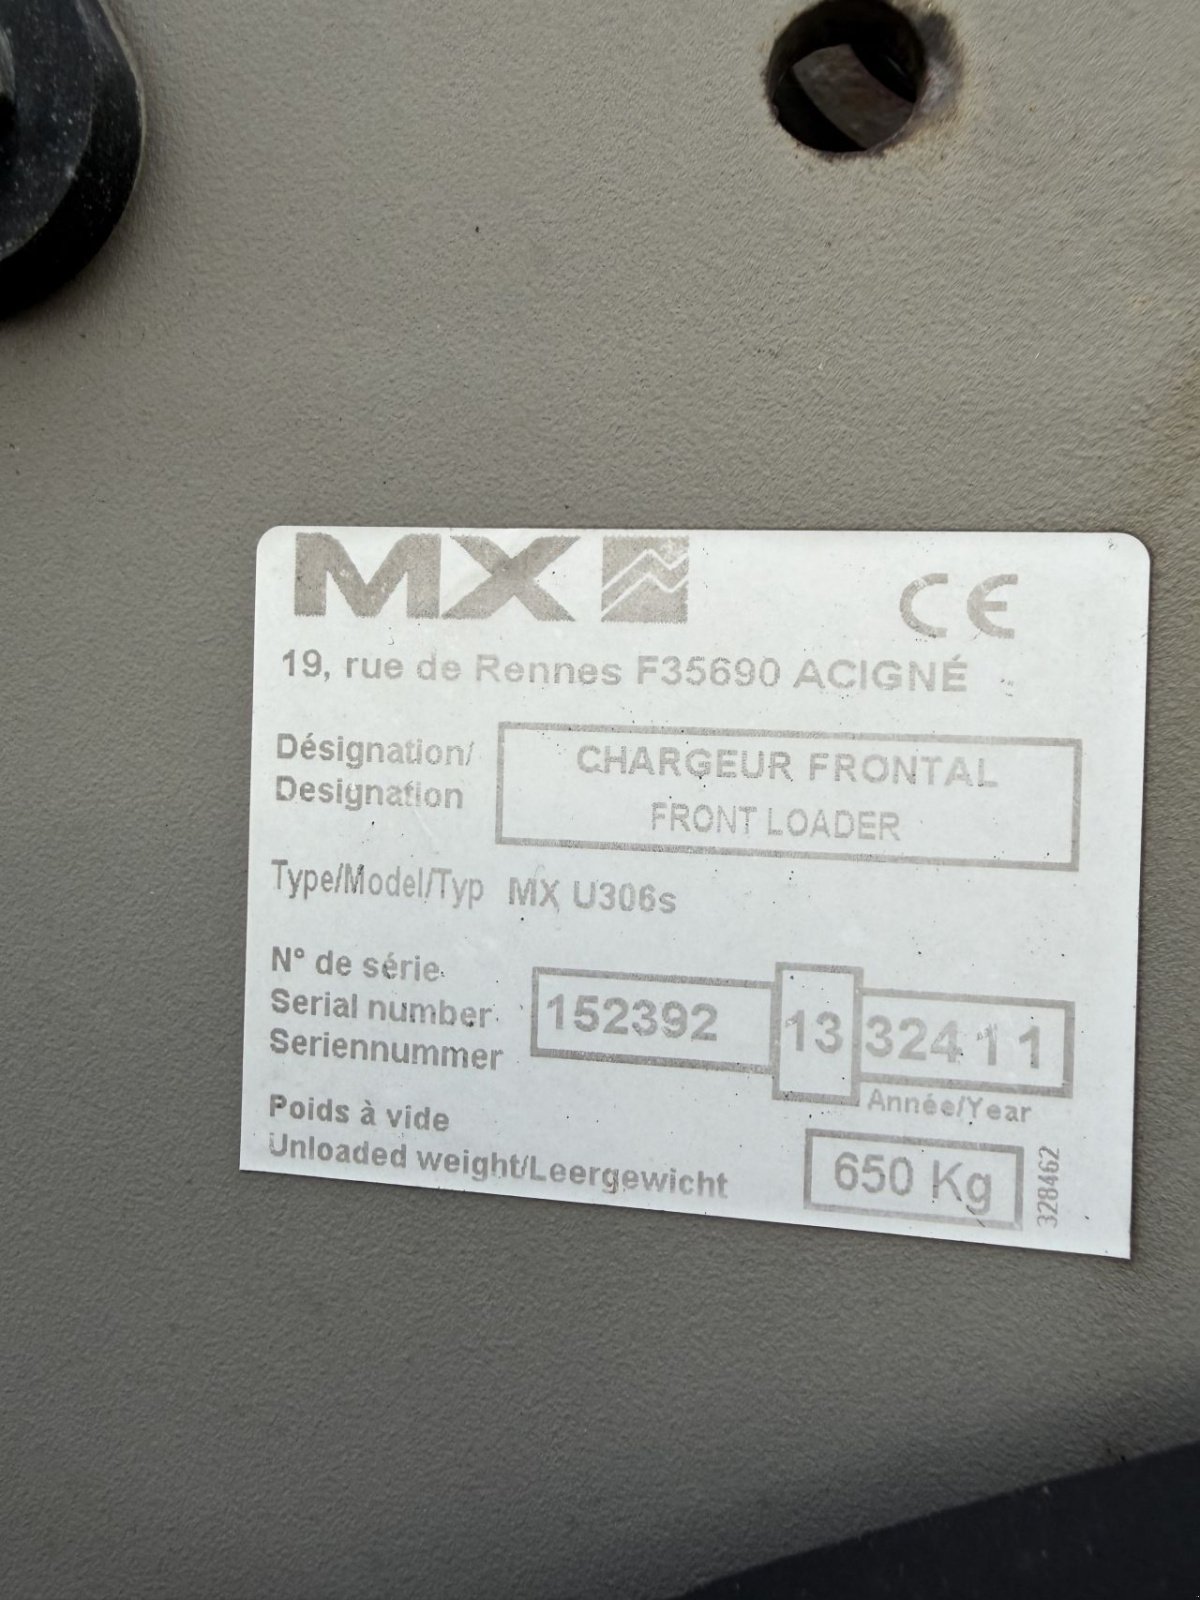 MX CE
19, rue de Rennes F35690 ACIGNÉ
Désignation/ CHARGEUR FRONTAL
Designation FRONT LOADER
Type/Model/Typ MX U306s
N° de série
Serial number 152392 13 32411
Seriennummer
Année/Year
Poids à vide
Unloaded weight/Leergewicht 650 Kg
328462